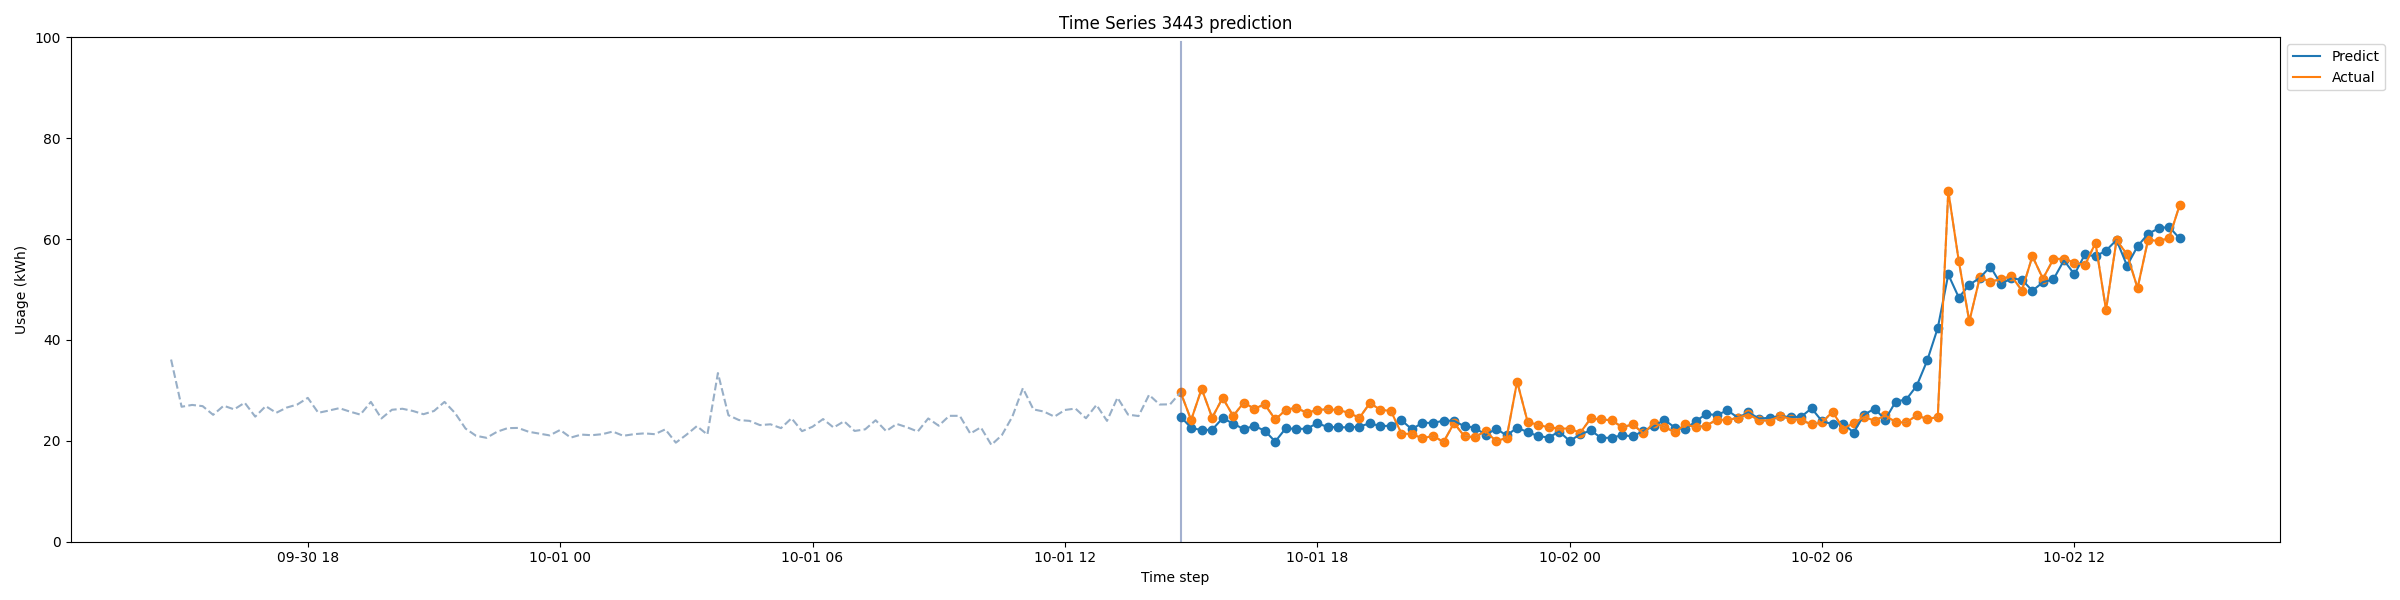 Time Series 3443 prediction
Predict
Actual
Usage (kWh)
100
80
60
40
20
0
09-30 18
10-01 00
10-01 06
10-01 12
10-01 18
10-02 00
10-02 06
10-02 12
Time step